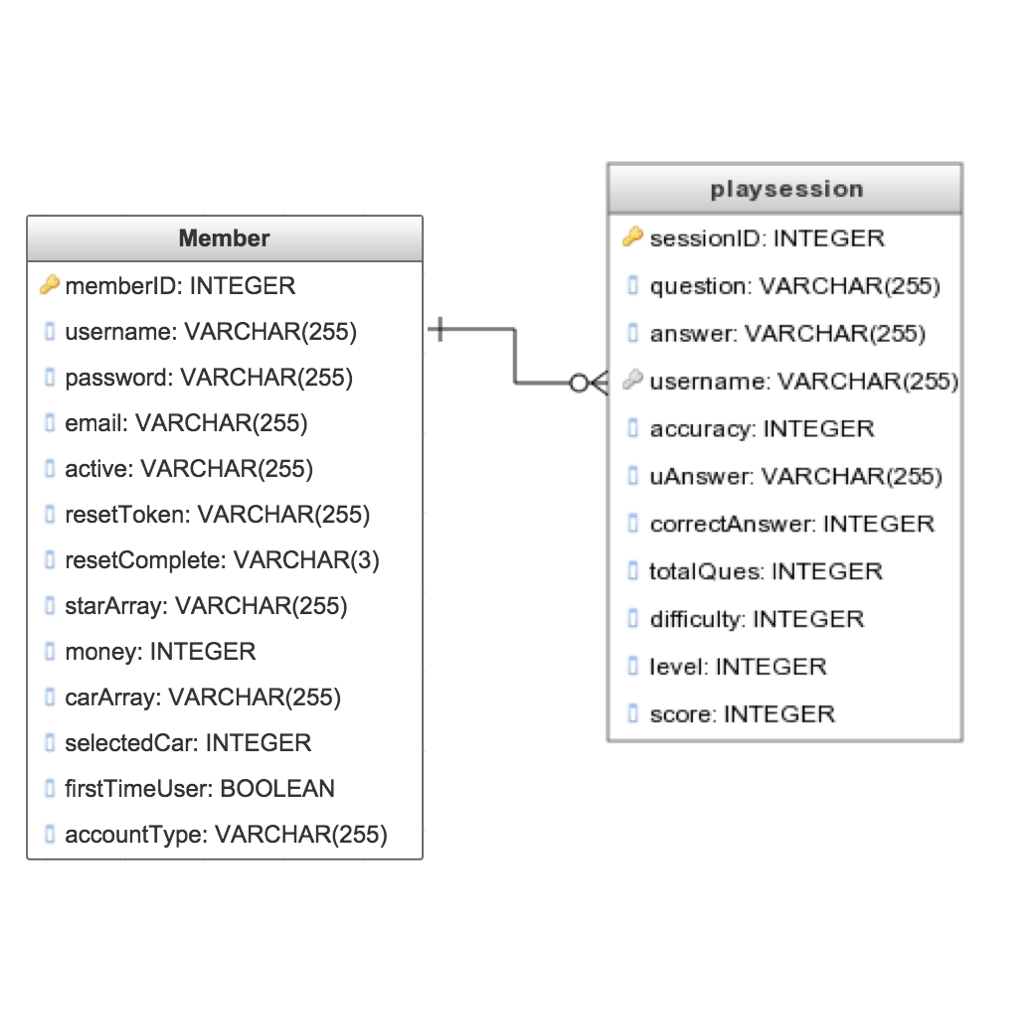 Member
memberID: INTEGER
username: VARCHAR(255)
password: VARCHAR(255)
email: VARCHAR(255)
active: VARCHAR(255)
resetToken: VARCHAR(255)
resetComplete: VARCHAR(3)
starArray: VARCHAR(255)
money: INTEGER
carArray: VARCHAR(255)
selectedCar: INTEGER
firstTimeUser: BOOLEAN
accountType: VARCHAR(255)
playsession
sessionID: INTEGER
question: VARCHAR(255)
answer: VARCHAR(255)
username: VARCHAR(255)
accuracy: INTEGER
uAnswer: VARCHAR(255)
correctAnswer: INTEGER
totalQues: INTEGER
difficulty: INTEGER
level: INTEGER
score: INTEGER